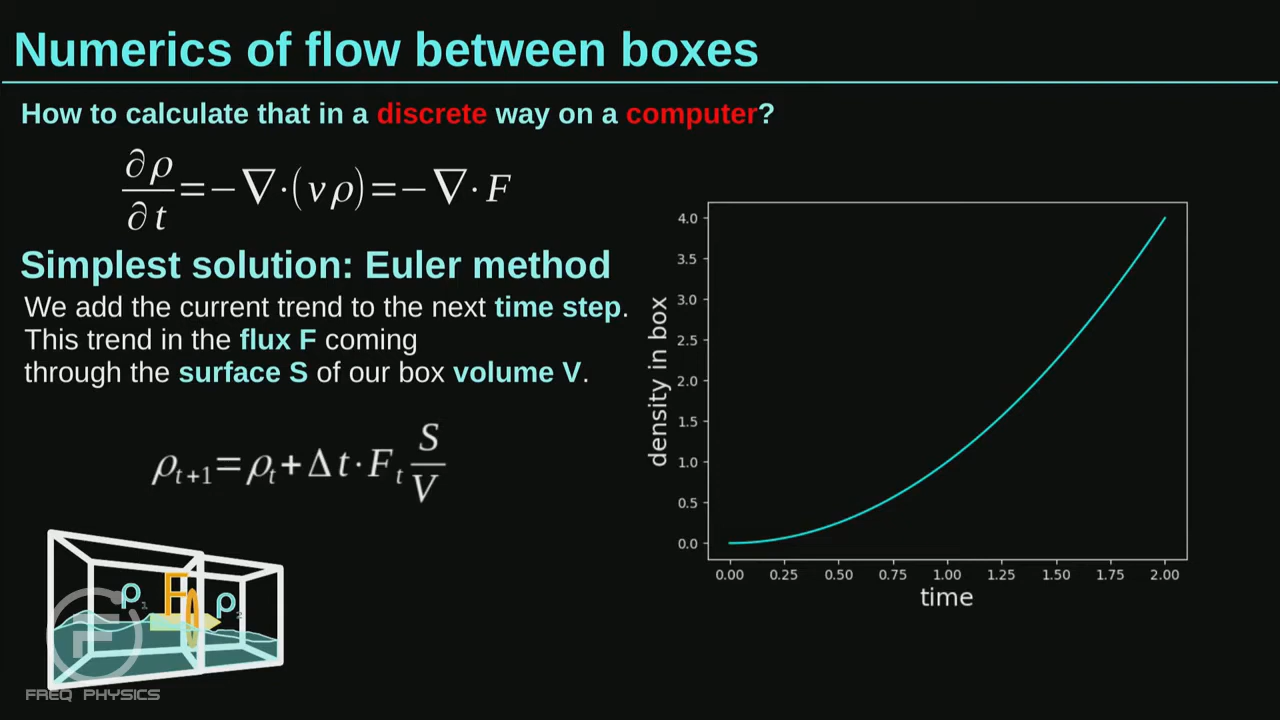 Numerics of flow between boxes
How to calculate that in a discrete way on a computer?
∂ρ/∂t=−∇·(vρ)=−∇·F
Simplest solution: Euler method
We add the current trend to the next time step.
This trend in the flux F coming
through the surface S of our box volume V.
ρt+1=ρt+Δt·Ft S/V
4.0
3.5
3.0
2.5
2.0
1.5
1.0
0.5
0.0
density in box
0.00 0.25 0.50 0.75 1.00 1.25 1.50 1.75 2.00
time
ρ1 F ρ2
FREQ PHYSICS